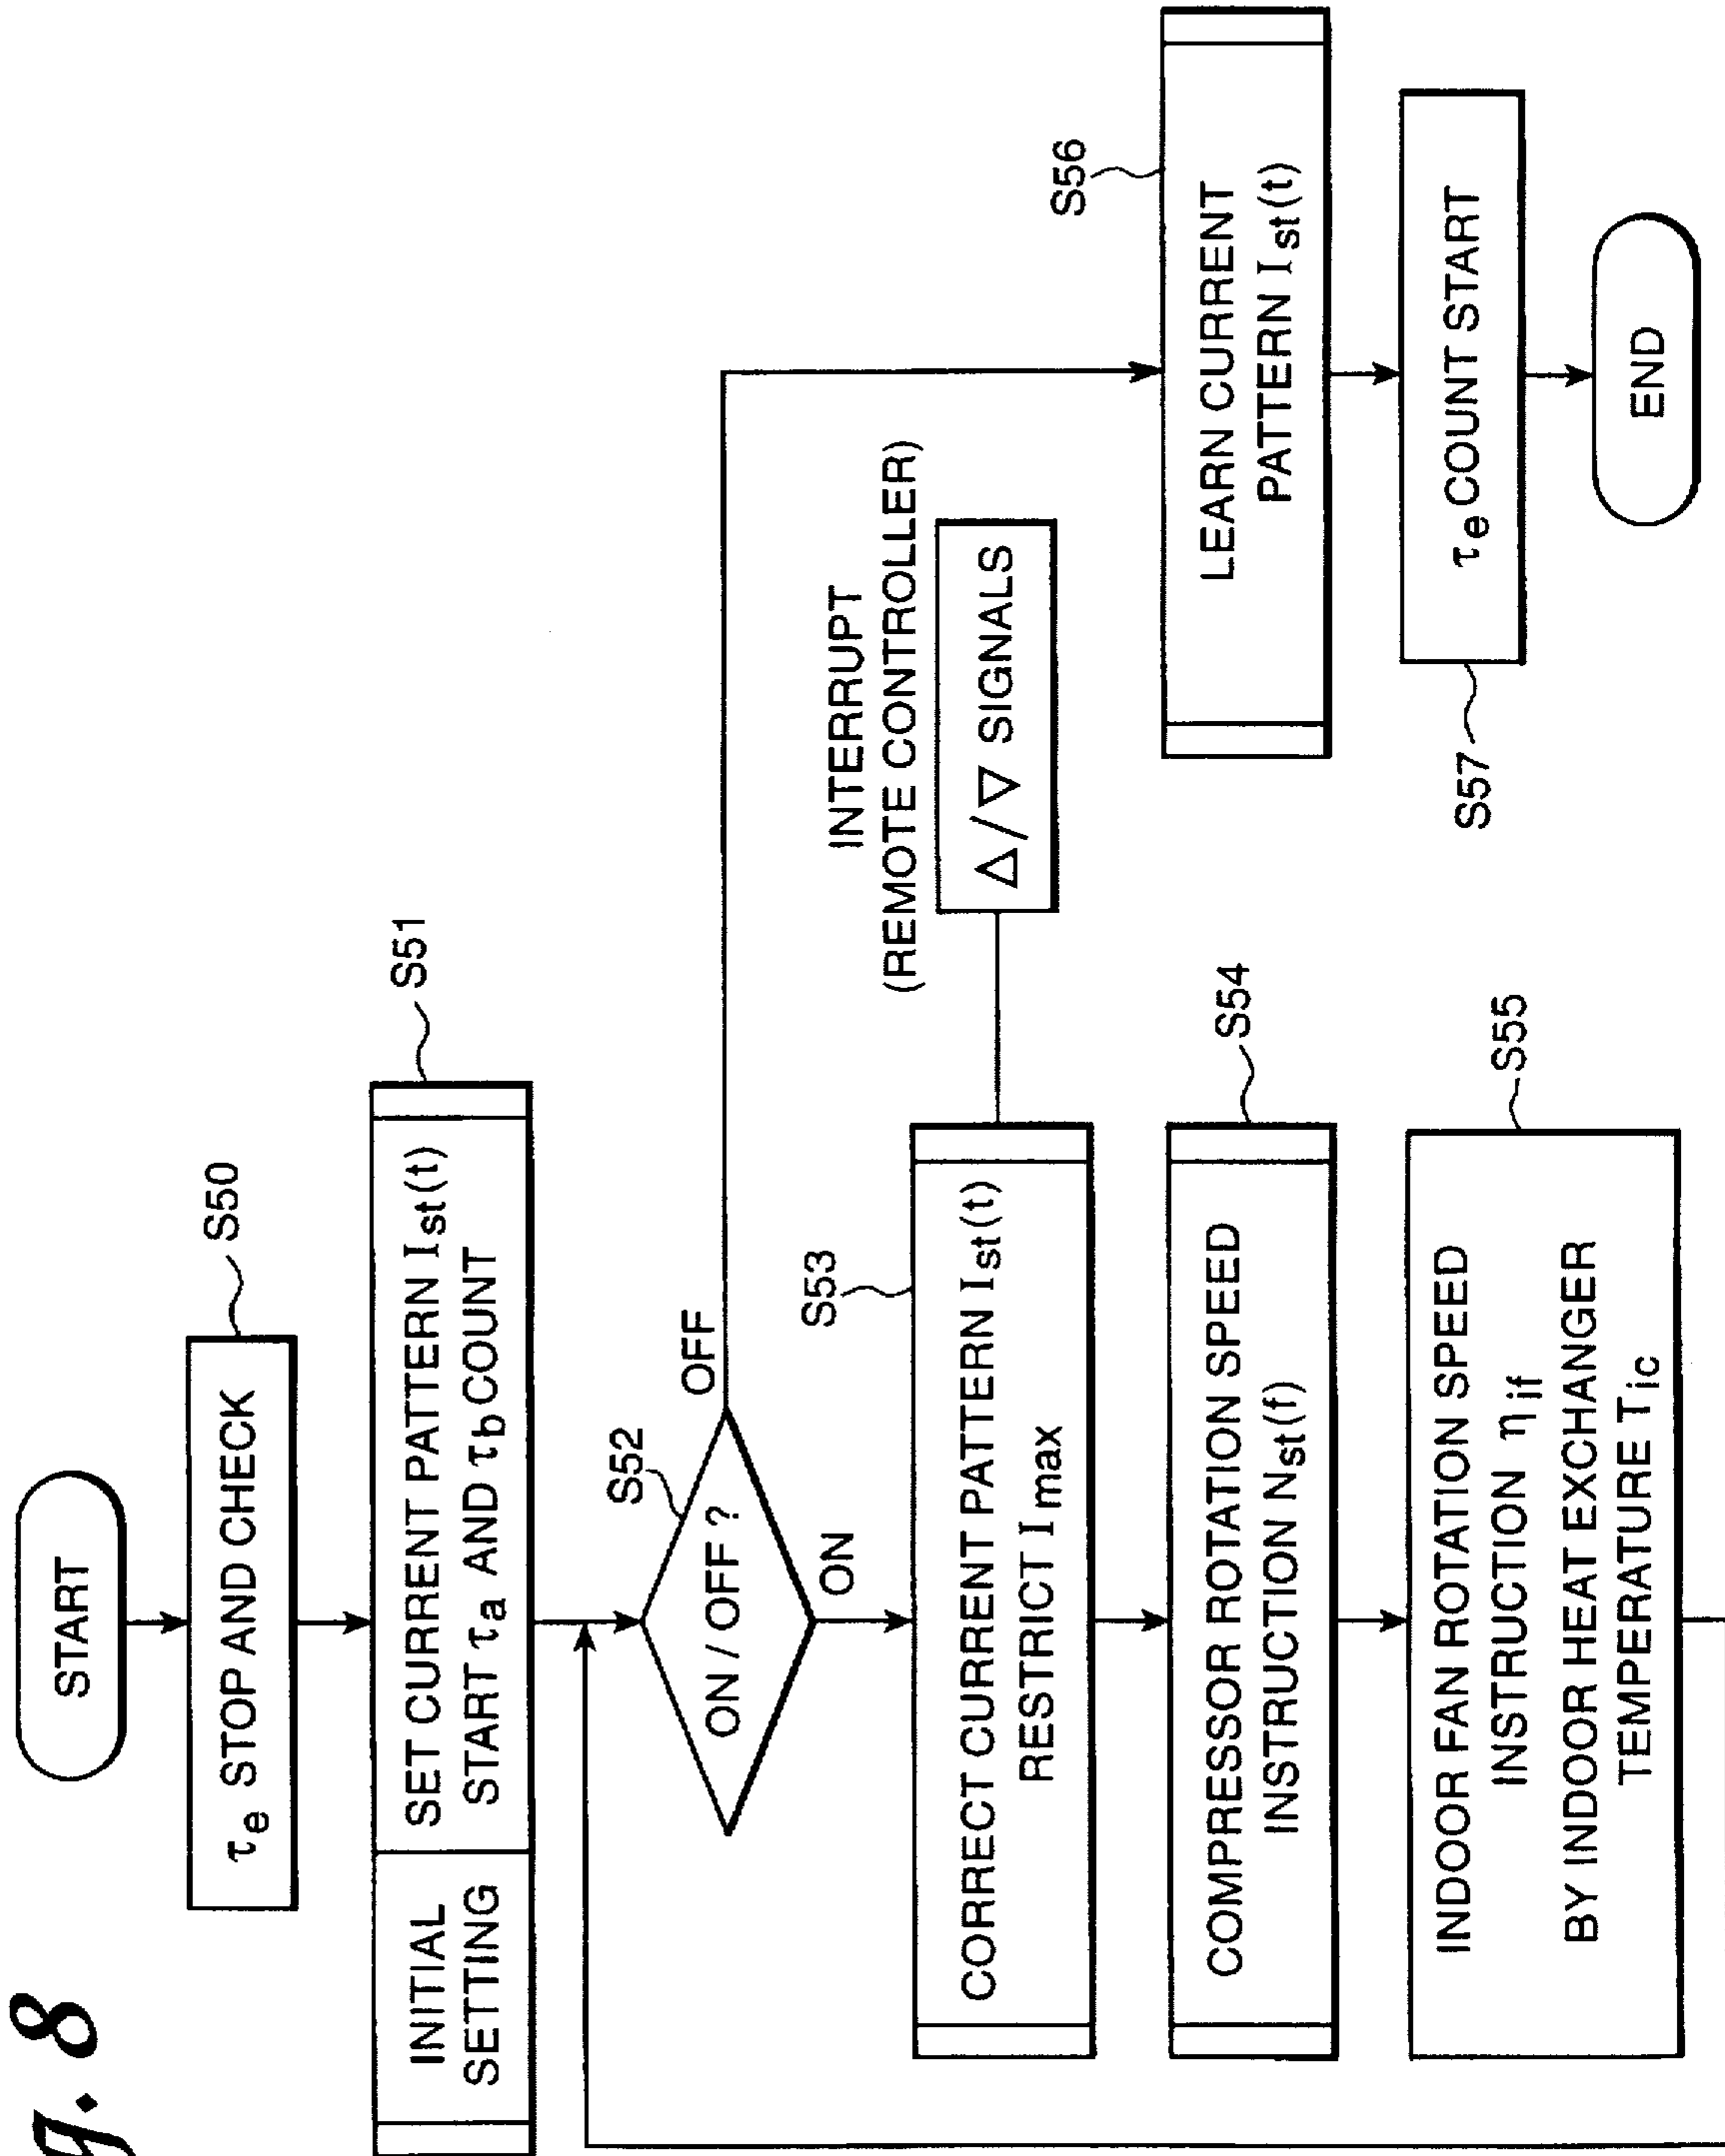 g. 8
START
S50
τe STOP AND CHECK
S51
INITIAL
SETTING
SET CURRENT PATTERN Ist(t)
START τa AND τb COUNT
S52
ON / OFF ?
OFF
ON
S53
CORRECT CURRENT PATTERN Ist(t)
RESTRICT Imax
INTERRUPT
(REMOTE CONTROLLER)
△/▽ SIGNALS
S54
COMPRESSOR ROTATION SPEED
INSTRUCTION Nst(f)
S55
INDOOR FAN ROTATION SPEED
INSTRUCTION ηif
BY INDOOR HEAT EXCHANGER
TEMPERATURE Tic
S56
LEARN CURRENT
PATTERN Ist(t)
S57
τe COUNT START
END